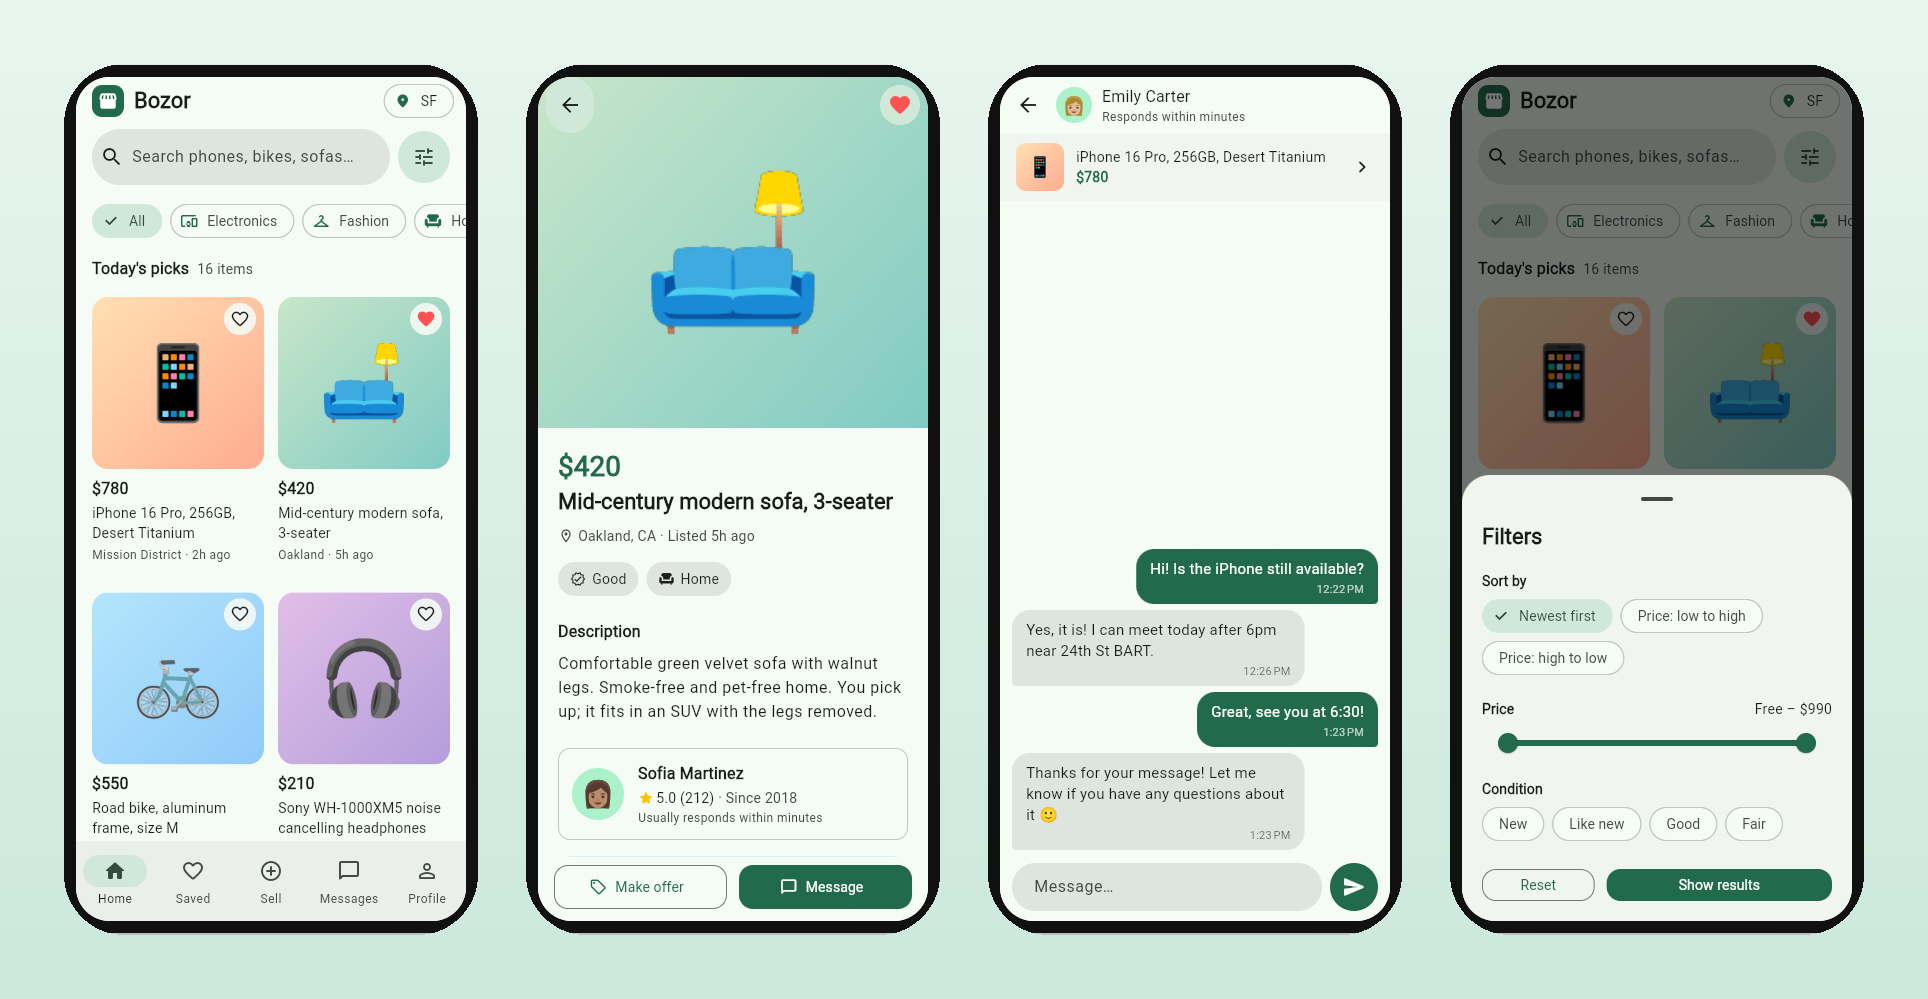 Bozor
SF
Search phones, bikes, sofas...
All
Electronics
Fashion
Ho
Today's picks 16 items
$780
iPhone 16 Pro, 256GB,
Desert Titanium
Mission District · 2h ago
$420
Mid-century modern sofa,
3-seater
Oakland · 5h ago
$550
Road bike, aluminum
frame, size M
$210
Sony WH-1000XM5 noise
cancelling headphones
Home
Saved
Sell
Messages
Profile
$420
Mid-century modern sofa, 3-seater
Oakland, CA · Listed 5h ago
Good
Home
Description
Comfortable green velvet sofa with walnut
legs. Smoke-free and pet-free home. You pick
up; it fits in an SUV with the legs removed.
Sofia Martinez
5.0 (212) · Since 2018
Usually responds within minutes
Make offer
Message
Emily Carter
Responds within minutes
iPhone 16 Pro, 256GB, Desert Titanium
$780
Hi! Is the iPhone still available?
12:22 PM
Yes, it is! I can meet today after 6pm
near 24th St BART.
12:26 PM
Great, see you at 6:30!
1:23 PM
Thanks for your message! Let me
know if you have any questions about
it 🙂
1:23 PM
Message...
Bozor
SF
Search phones, bikes, sofas...
All
Electronics
Fashion
Ho
Today's picks 16 items
Filters
Sort by
Newest first
Price: low to high
Price: high to low
Price
Free – $990
Condition
New
Like new
Good
Fair
Reset
Show results